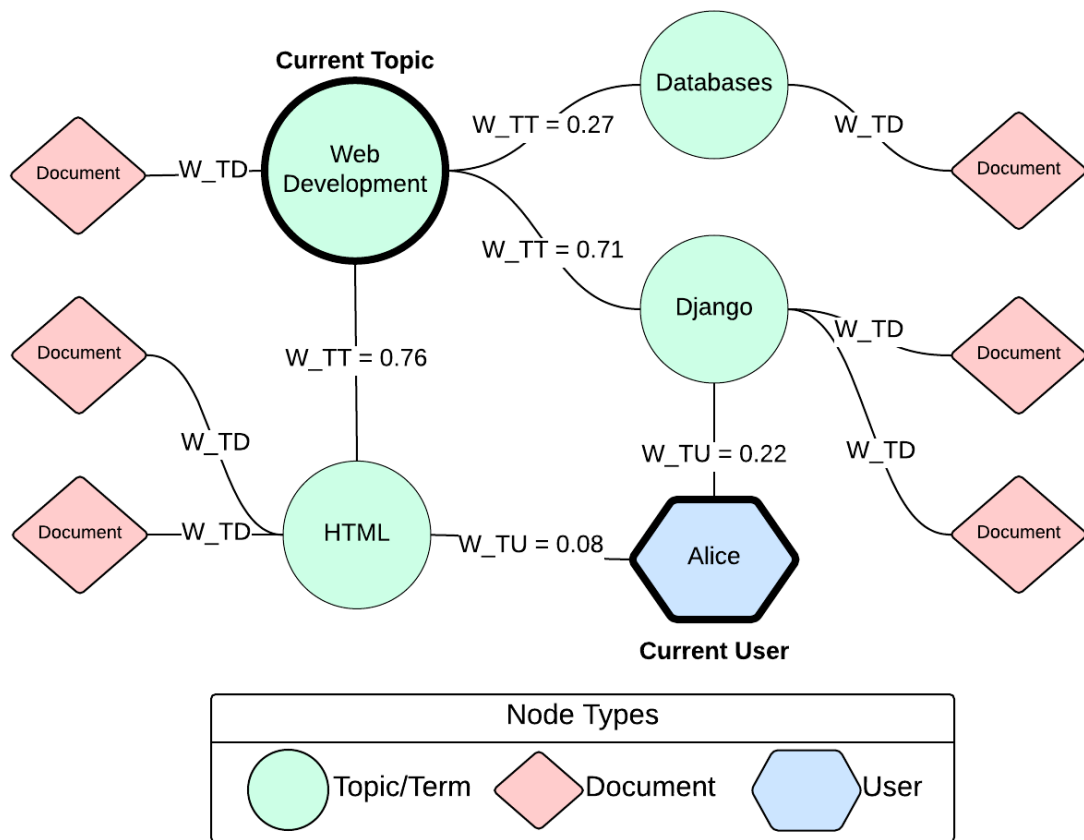 Current Topic
Databases
W_TT = 0.27
W_TD
Web
Development
Document
W_TD
Document
W_TT = 0.71
Django
Document
W_TT = 0.76
W_TD
Document
W_TD
W_TD
W_TU = 0.22
Document
W_TD
HTML
W_TU = 0.08
Alice
Document
Current User
Node Types
Topic/Term
Document
User